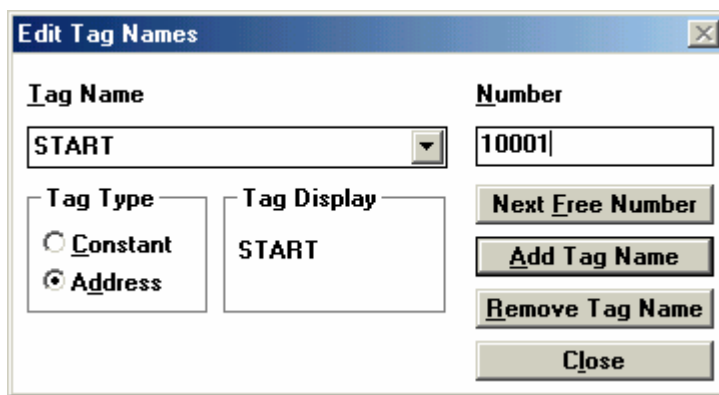 Edit Tag Names
Tag Name
Number
START
10001
Tag Type
Tag Display
Next Free Number
Constant
START
Add Tag Name
Address
Remove Tag Name
Close